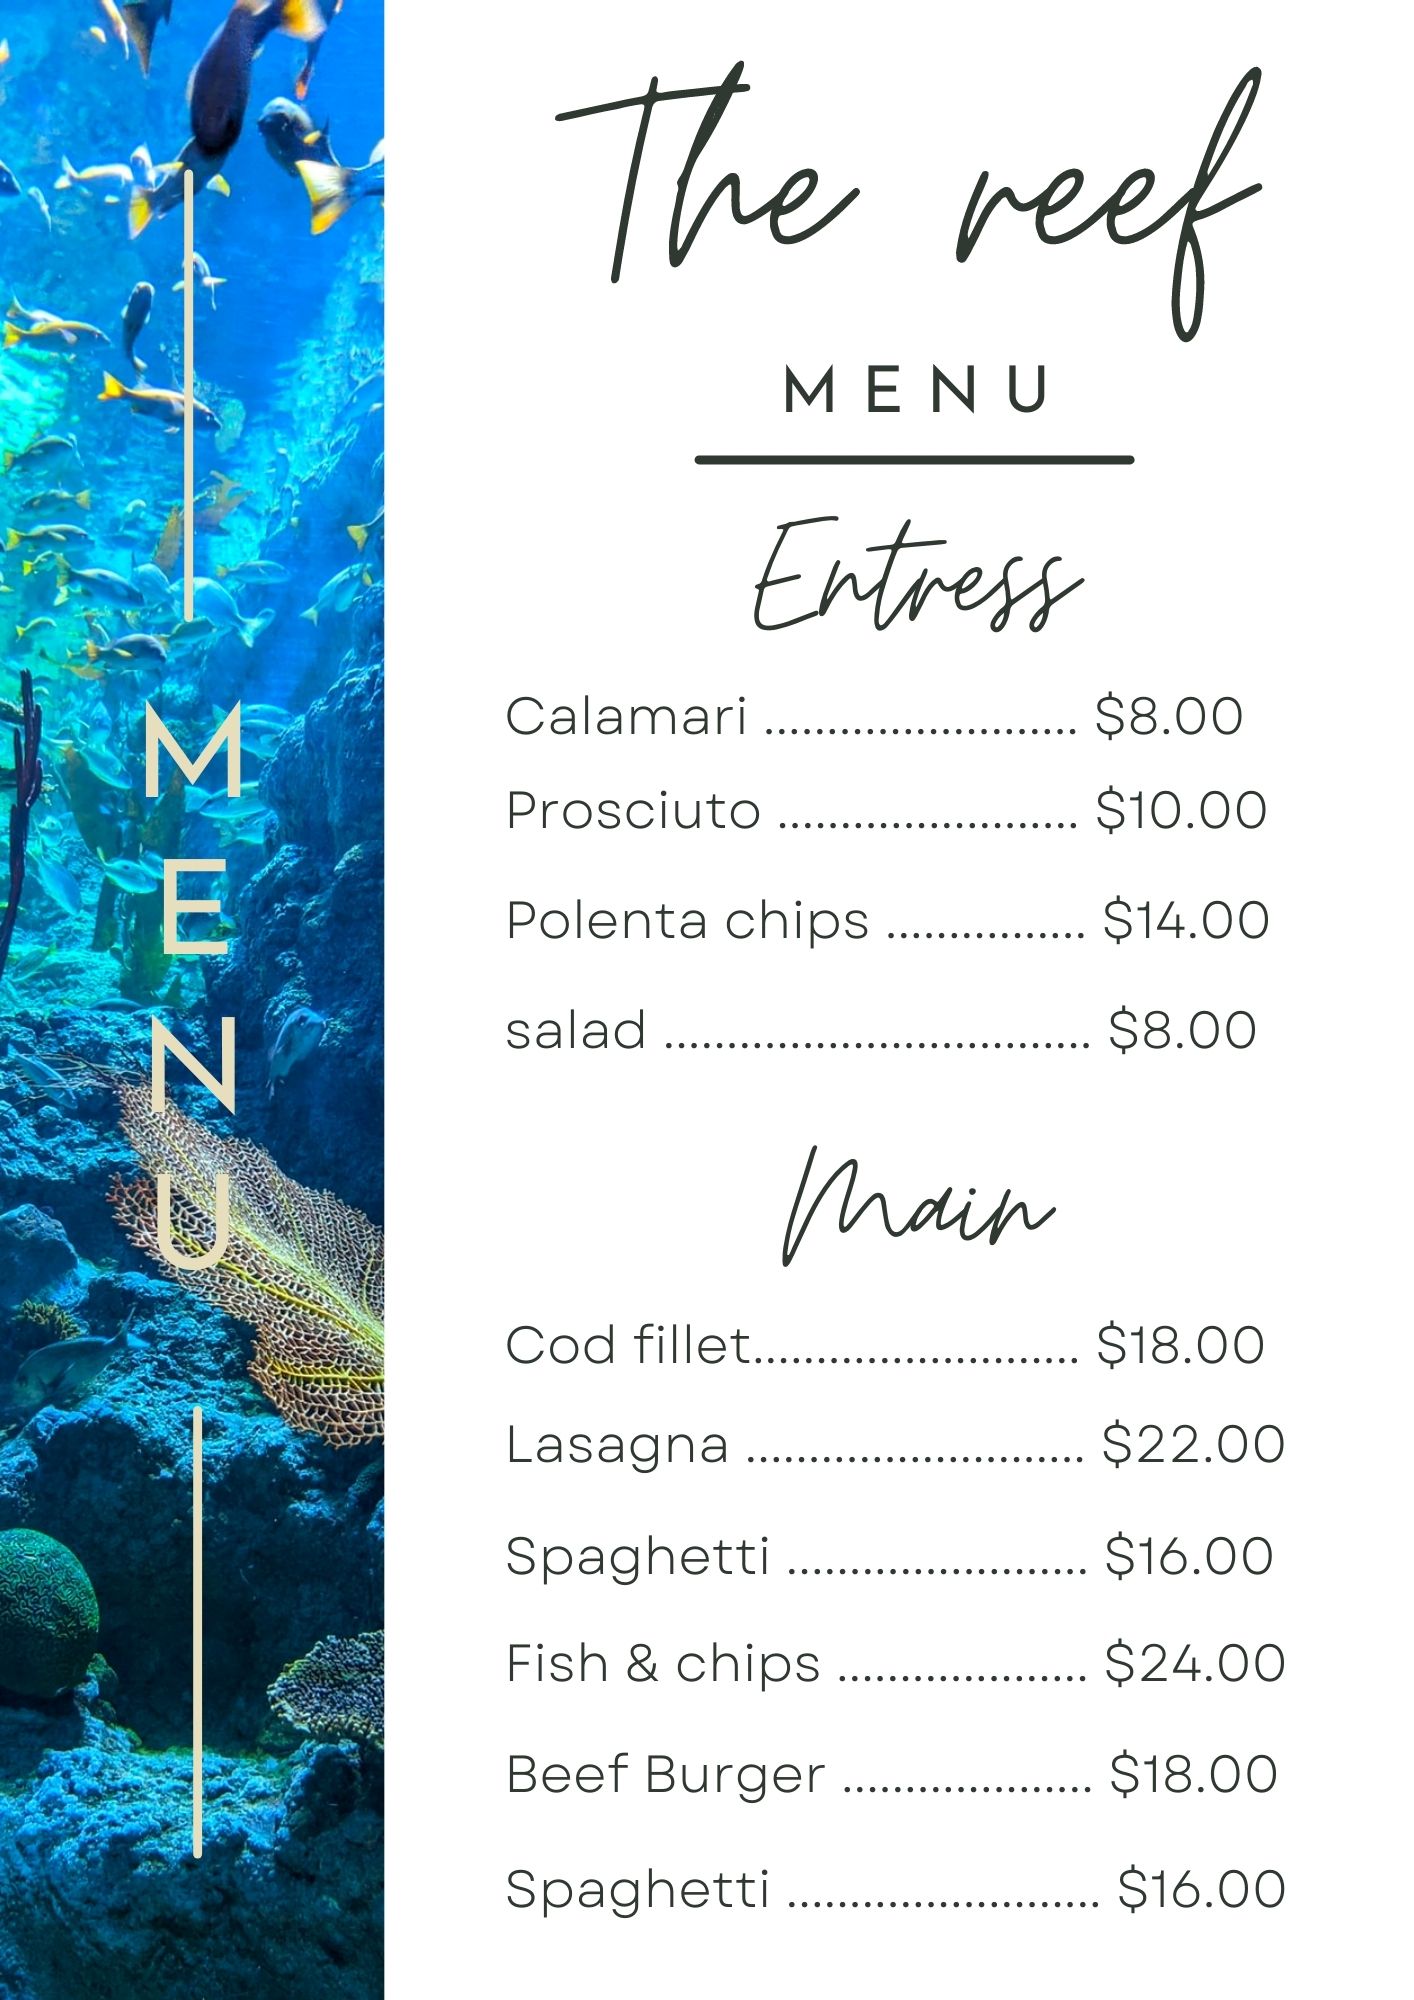 The reef
MENU
Entress
Calamari ......................... $8.00
Prosciuto ........................ $10.00
Polenta chips ................ $14.00
salad .................................. $8.00
Main
Cod fillet.......................... $18.00
Lasagna ........................... $22.00
Spaghetti ........................ $16.00
Fish & chips .................... $24.00
Beef Burger .................... $18.00
Spaghetti ......................... $16.00
MENU